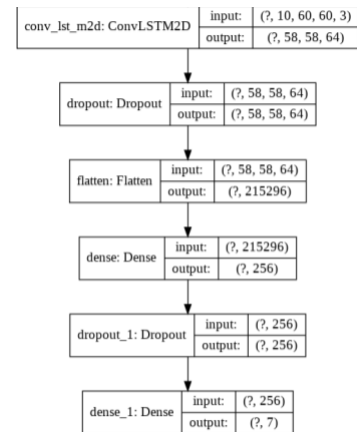 conv_lst_m2d: ConvLSTM2D
input: (?, 10, 60, 60, 3)
output: (?, 58, 58, 64)
dropout: Dropout
input: (?, 58, 58, 64)
output: (?, 58, 58, 64)
flatten: Flatten
input: (?, 58, 58, 64)
output: (?, 215296)
dense: Dense
input: (?, 215296)
output: (?, 256)
dropout_1: Dropout
input: (?, 256)
output: (?, 256)
dense_1: Dense
input: (?, 256)
output: (?, 7)